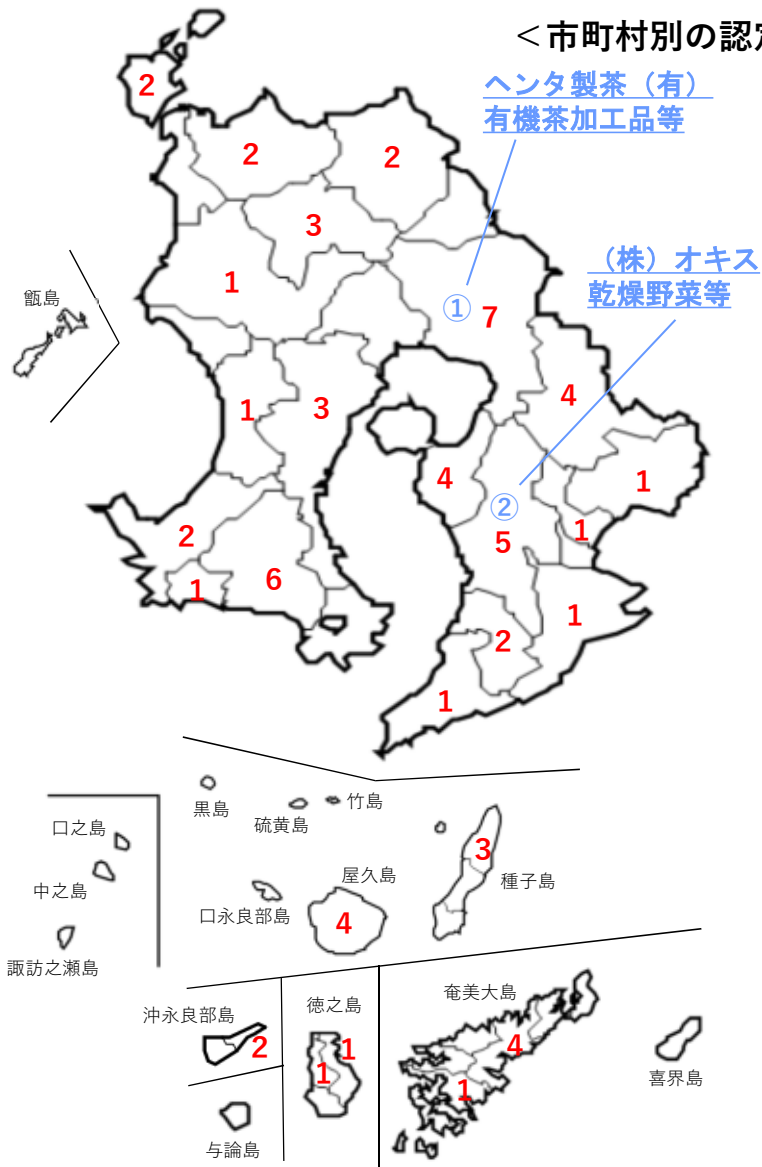 ＜市町村別の認定
ヘンタ製茶（有）
有機茶加工品等
（株）オキス
乾燥野菜等
2
2
2
3
1
①
7
甑島
4
1
3
4
1
②
5
1
2
1
6
1
2
1
黒島
硫黄島
竹島
口之島
中之島
諏訪之瀬島
口永良部島
屋久島
4
3
種子島
沖永良部島
2
徳之島
1
1
奄美大島
4
1
喜界島
与論島